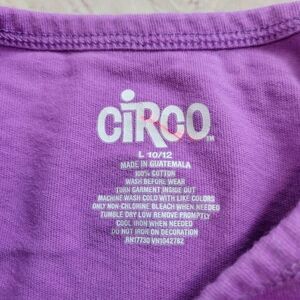 CiRCO
L 10/12
MADE IN GUATEMALA
100% COTTON
WASH BEFORE WEAR
TURN GARMENT INSIDE OUT
MACHINE WASH COLD WITH LIKE COLORS
ONLY NON-CHLORINE BLEACH WHEN NEEDED
TUMBLE DRY LOW REMOVE PROMPTLY
COOL IRON WHEN NEEDED
DO NOT IRON ON DECORATION
RN17730 VN1042762